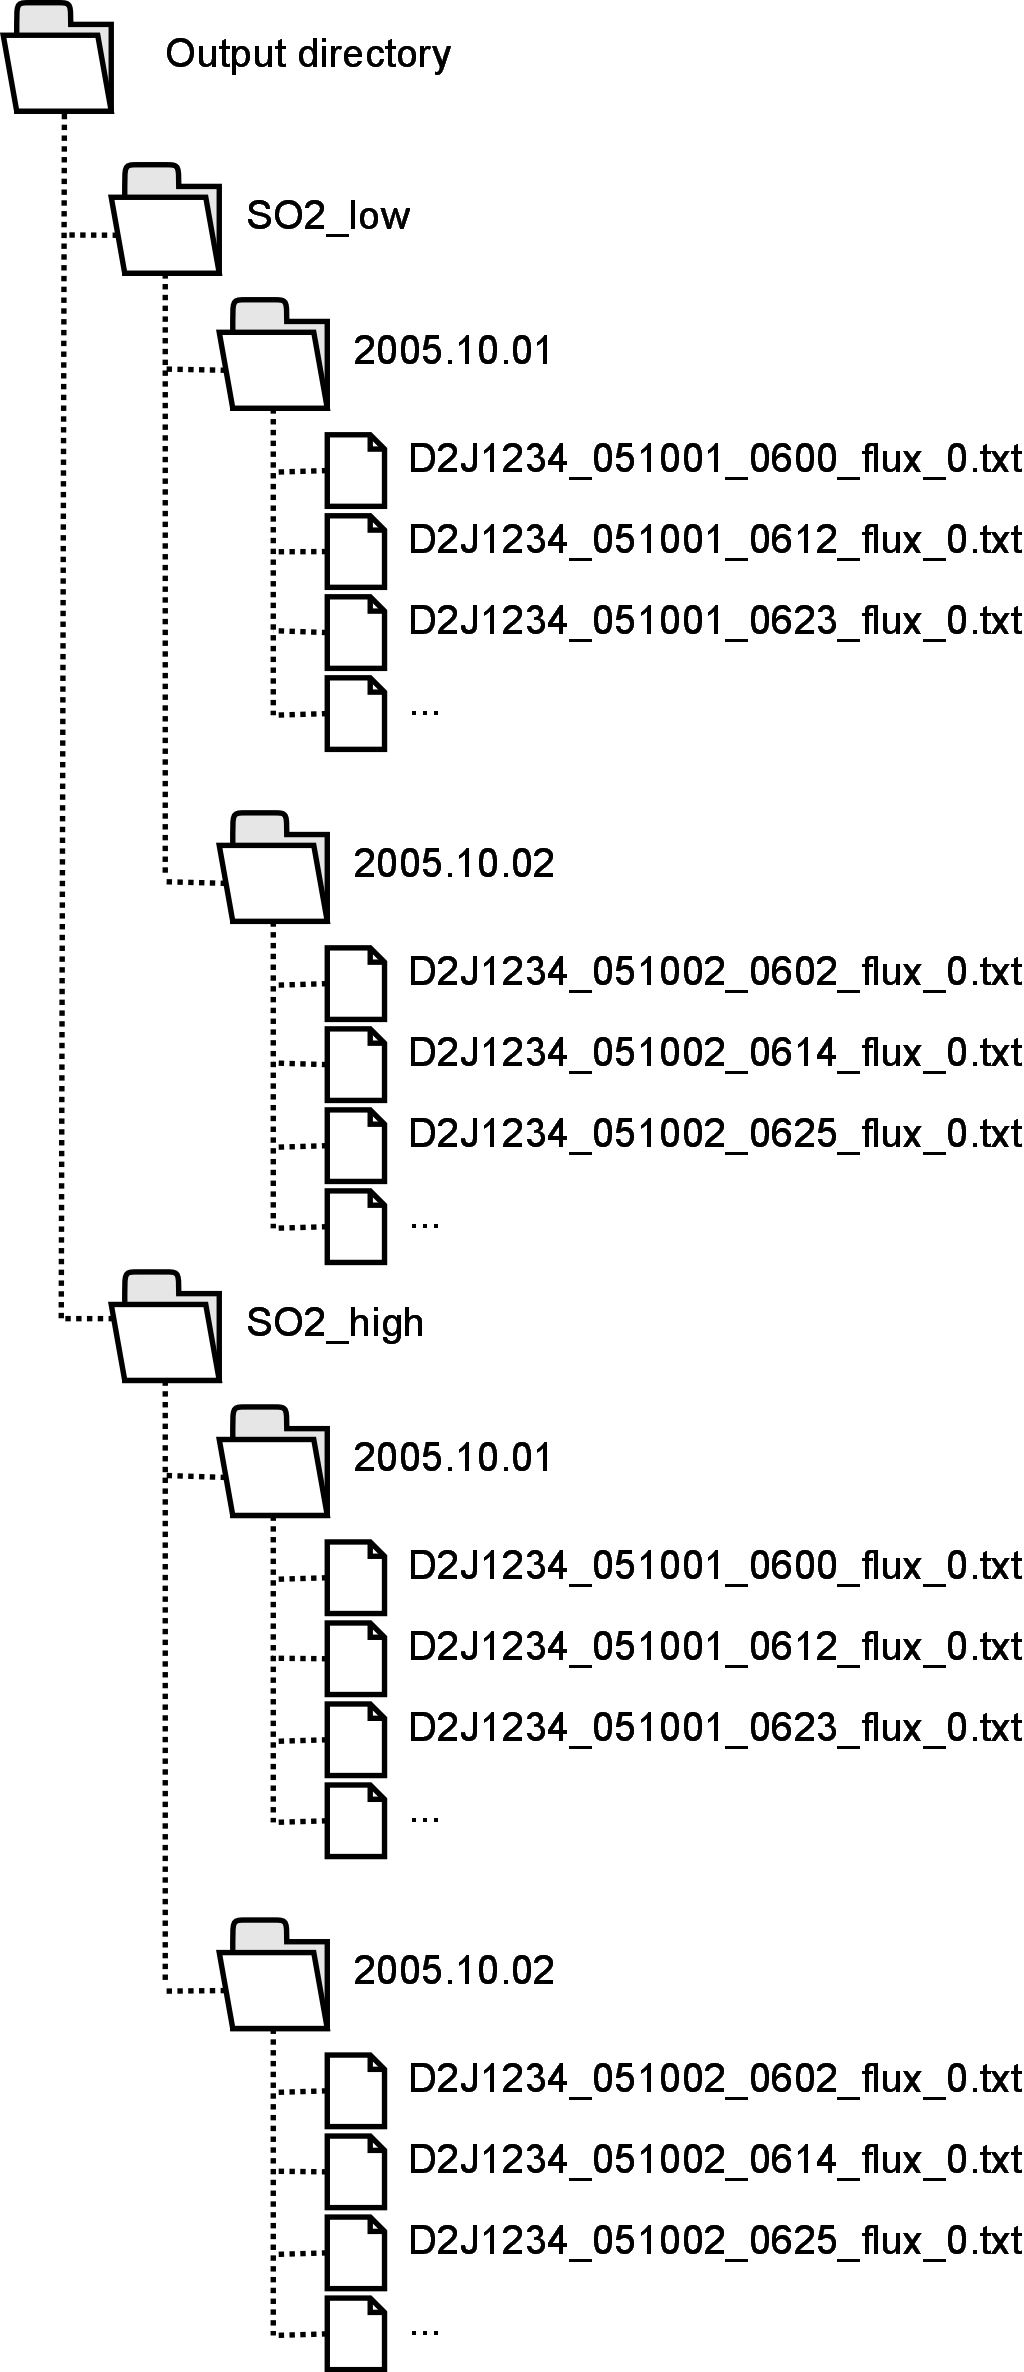 Output directory
SO2_low
2005.10.01
D2J1234_051001_0600_flux_0.txt
D2J1234_051001_0612_flux_0.txt
D2J1234_051001_0623_flux_0.txt
...
2005.10.02
D2J1234_051002_0602_flux_0.txt
D2J1234_051002_0614_flux_0.txt
D2J1234_051002_0625_flux_0.txt
...
SO2_high
2005.10.01
D2J1234_051001_0600_flux_0.txt
D2J1234_051001_0612_flux_0.txt
D2J1234_051001_0623_flux_0.txt
...
2005.10.02
D2J1234_051002_0602_flux_0.txt
D2J1234_051002_0614_flux_0.txt
D2J1234_051002_0625_flux_0.txt
...